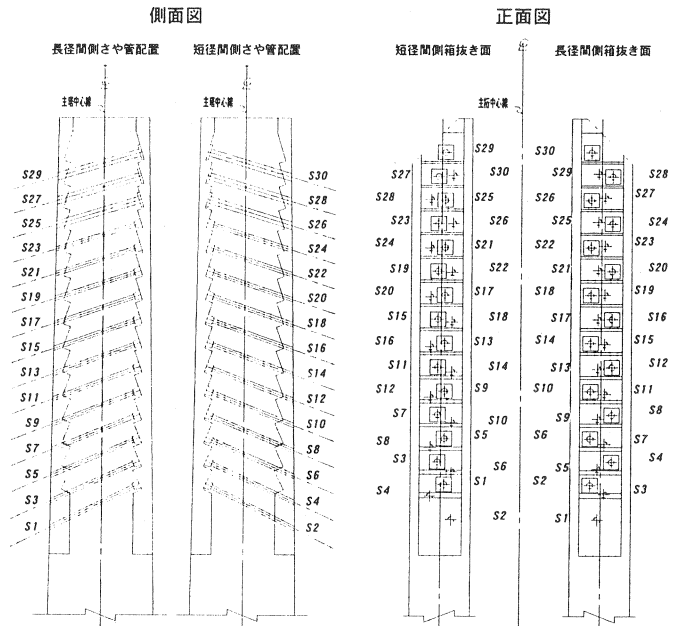 側面図
正面図
長径間側さや管配置
短径間側さや管配置
短径間側箱抜き面
長径間側箱抜き面
主塔中心線
主塔中心線
主桁中心線
S29
S27
S25
S23
S21
S19
S17
S15
S13
S11
S9
S7
S5
S3
S1
S30
S28
S26
S24
S22
S20
S18
S16
S14
S12
S10
S8
S6
S4
S2
S29
S27 S30
S28 S25
S23 S26
S24 S21
S19 S22
S20 S17
S15 S18
S16 S13
S11 S14
S12 S9
S7 S10
S8 S5
S3 S6
S4 S1
S2
S30
S29 S28
S26 S27
S25 S24
S22 S23
S21 S20
S18 S19
S17 S16
S14 S15
S13 S12
S10 S11
S9 S8
S6 S7
S5 S4
S2 S3
S1